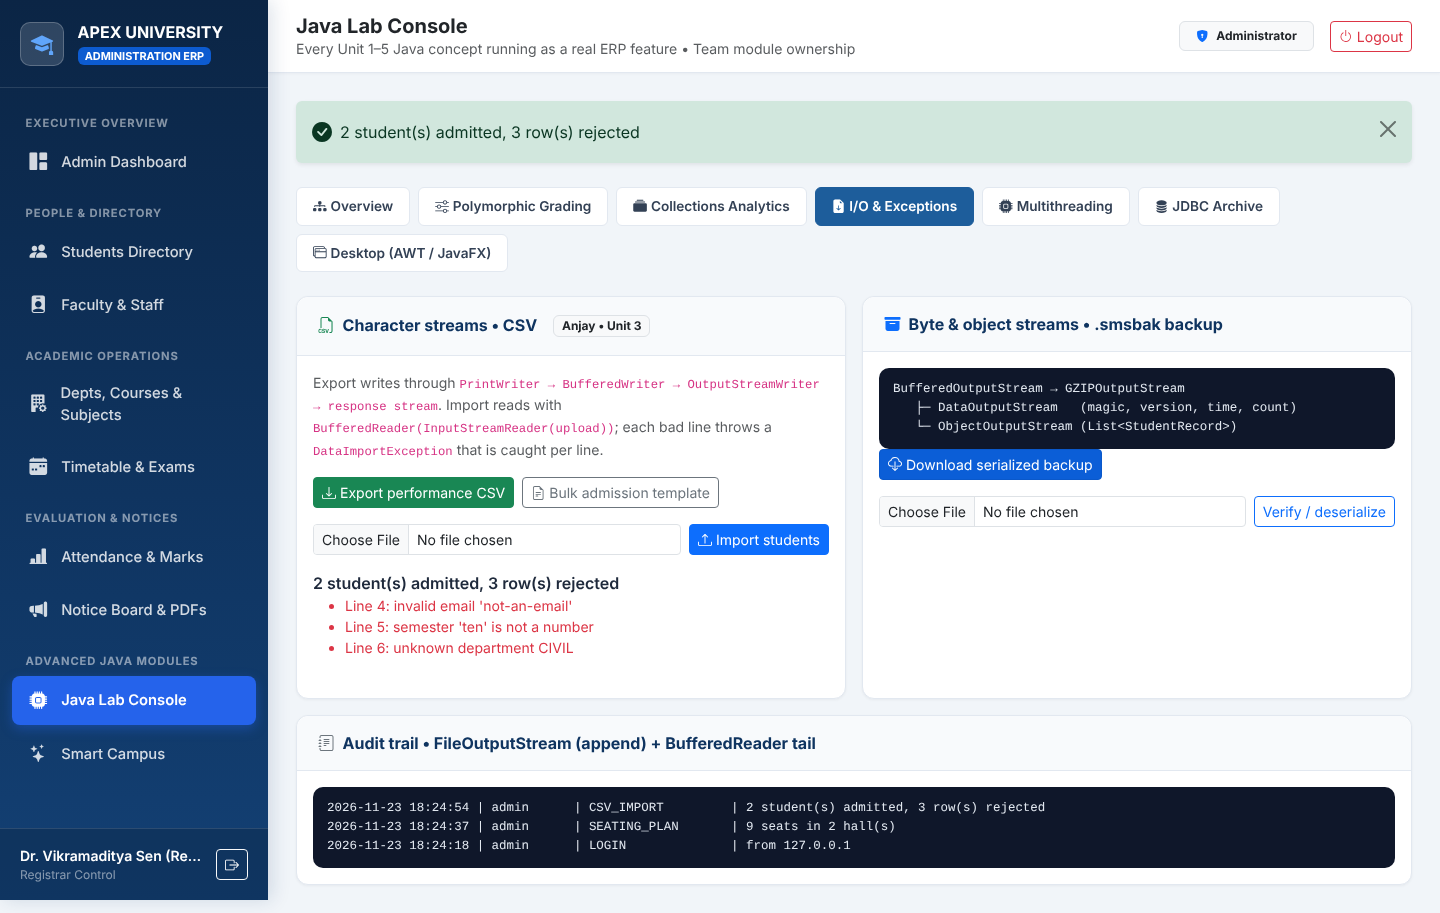 APEX UNIVERSITY
ADMINISTRATION ERP
EXECUTIVE OVERVIEW
Admin Dashboard
PEOPLE & DIRECTORY
Students Directory
Faculty & Staff
ACADEMIC OPERATIONS
Depts, Courses &
Subjects
Timetable & Exams
EVALUATION & NOTICES
Attendance & Marks
Notice Board & PDFs
ADVANCED JAVA MODULES
Java Lab Console
Smart Campus
Dr. Vikramaditya Sen (Re...
Registrar Control
Java Lab Console
Every Unit 1–5 Java concept running as a real ERP feature • Team module ownership
Administrator
Logout
2 student(s) admitted, 3 row(s) rejected
Overview
Polymorphic Grading
Collections Analytics
I/O & Exceptions
Multithreading
JDBC Archive
Desktop (AWT / JavaFX)
Character streams • CSV
Anjay • Unit 3
Export writes through PrintWriter → BufferedWriter → OutputStreamWriter
→ response stream. Import reads with
BufferedReader(InputStreamReader(upload)); each bad line throws a
DataImportException that is caught per line.
Export performance CSV
Bulk admission template
Choose File No file chosen
Import students
2 student(s) admitted, 3 row(s) rejected
• Line 4: invalid email 'not-an-email'
• Line 5: semester 'ten' is not a number
• Line 6: unknown department CIVIL
Byte & object streams • .smsbak backup
BufferedOutputStream → GZIPOutputStream
├─ DataOutputStream (magic, version, time, count)
└─ ObjectOutputStream (List<StudentRecord>)
Download serialized backup
Choose File No file chosen
Verify / deserialize
Audit trail • FileOutputStream (append) + BufferedReader tail
2026-11-23 18:24:54 | admin | CSV_IMPORT | 2 student(s) admitted, 3 row(s) rejected
2026-11-23 18:24:37 | admin | SEATING_PLAN | 9 seats in 2 hall(s)
2026-11-23 18:24:18 | admin | LOGIN | from 127.0.0.1